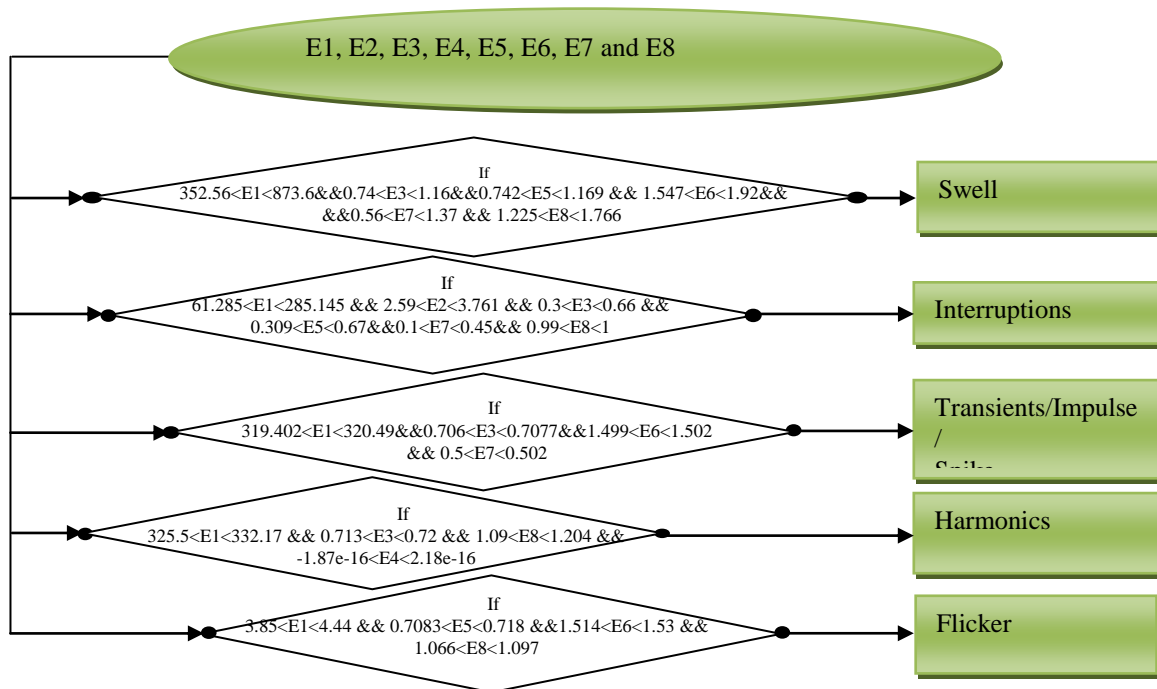 E1, E2, E3, E4, E5, E6, E7 and E8
If
352.56<E1<873.6&&0.74<E3<1.16&&0.742<E5<1.169 && 1.547<E6<1.92&&
&&0.56<E7<1.37 && 1.225<E8<1.766
Swell
If
61.285<E1<285.145 && 2.59<E2<3.761 && 0.3<E3<0.66 &&
0.309<E5<0.67&&0.1<E7<0.45&& 0.99<E8<1
Interruptions
If
319.402<E1<320.49&&0.706<E3<0.7077&&1.499<E6<1.502
&& 0.5<E7<0.502
Transients/Impulse
/
Spike
If
325.5<E1<332.17 && 0.713<E3<0.72 && 1.09<E8<1.204 &&
-1.87e-16<E4<2.18e-16
Harmonics
If
3.85<E1<4.44 && 0.7083<E5<0.718 &&1.514<E6<1.53 &&
1.066<E8<1.097
Flicker